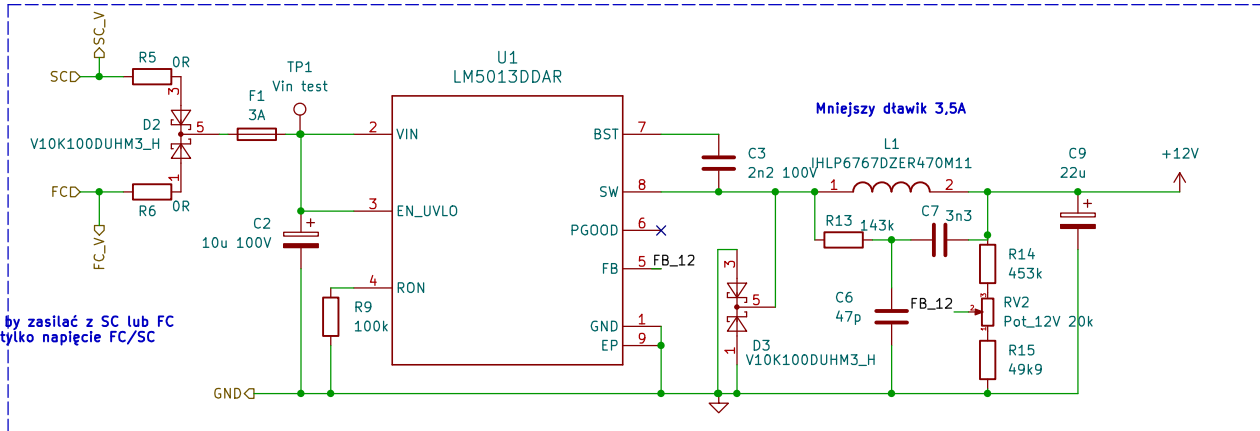 SC_V
SC
R5
0R
3
D2
V10K100DUHM3_H
5
1
FC
R6
0R
FC_V
F1
3A
TP1
Vin test
C2
10u 100V
+
by zasilać z SC lub FC
tylko napięcie FC/SC
GND
R9
100k
U1
LM5013DDAR
2
VIN
3
EN_UVLO
4
RON
BST
7
SW
8
PGOOD
6
FB
5
FB_12
GND
1
EP
9
C3
2n2 100V
3
5
1
D3
V10K100DUHM3_H
Mniejszy dławik 3,5A
L1
IHLP6767DZER470M11
1
2
R13
143k
C7
3n3
C6
47p
FB_12
R14
453k
3
2
1
RV2
Pot_12V 20k
R15
49k9
C9
22u
+
+12V